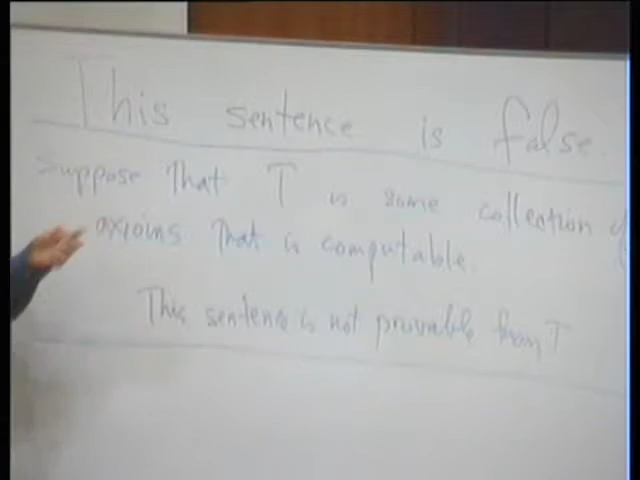 This sentence is false.
Suppose That T is some collection of
axioms That is computable.
This sentence is not provable from T